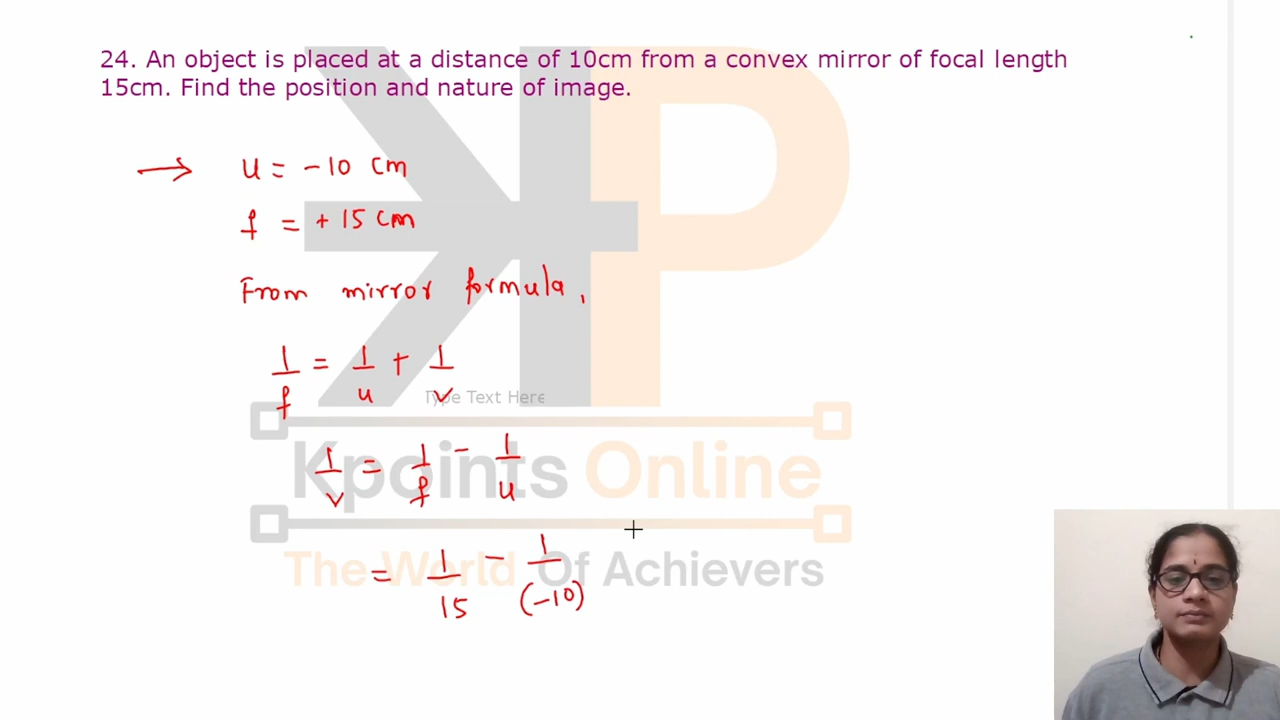 24. An object is placed at a distance of 10cm from a convex mirror of focal length
15cm. Find the position and nature of image.
→ u = -10 cm
f = +15 cm
From mirror formula,
1/f = 1/u + 1/v
Type Text Here
1/v = 1/f - 1/u
Kpoints Online
= 1/15 - 1/(-10)
The World Of Achievers